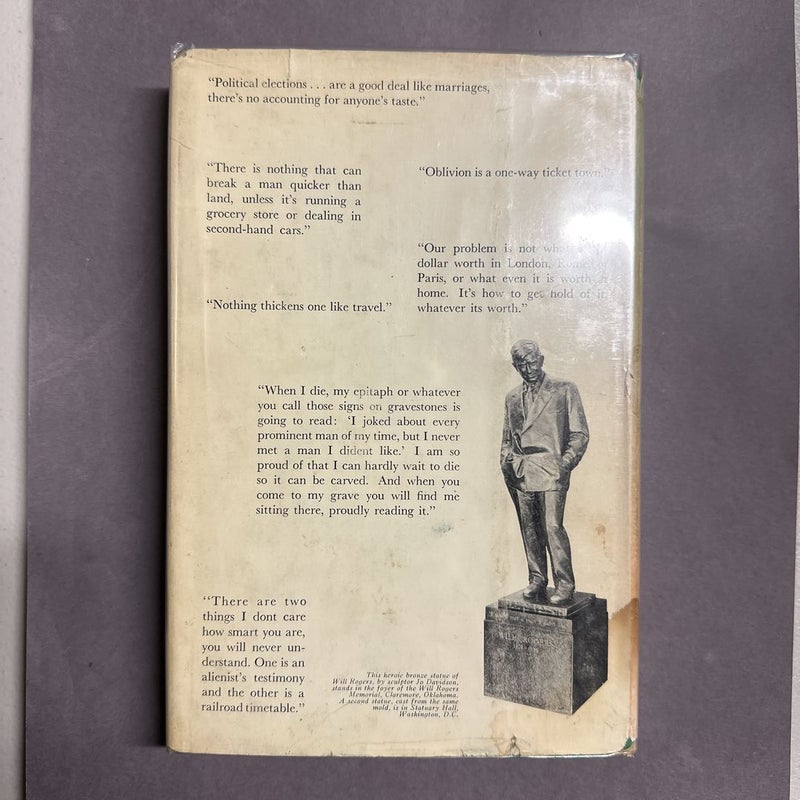 “Political elections . . . are a good deal like marriages,
there’s no accounting for anyone’s taste.”
“There is nothing that can
break a man quicker than
land, unless it’s running a
grocery store or dealing in
second-hand cars.”
“Oblivion is a one-way ticket town.”
“Our problem is not what
dollar worth in London, Rome
Paris, or what even it is worth at
home. It’s how to get hold of it,
whatever its worth.”
“Nothing thickens one like travel.”
“When I die, my epitaph or whatever
you call those signs on gravestones is
going to read: ‘I joked about every
prominent man of my time, but I never
met a man I dident like.’ I am so
proud of that I can hardly wait to die
so it can be carved. And when you
come to my grave you will find me
sitting there, proudly reading it.”
“There are two
things I dont care
how smart you are,
you will never un-
derstand. One is an
alienist’s testimony
and the other is a
railroad timetable.”
This heroic bronze statue of
Will Rogers, by sculptor Jo Davidson,
stands in the foyer of the Will Rogers
Memorial, Claremore, Oklahoma.
A second statue, cast from the same
mold, is in Statuary Hall,
Washington, D.C.
WILL ROGERS